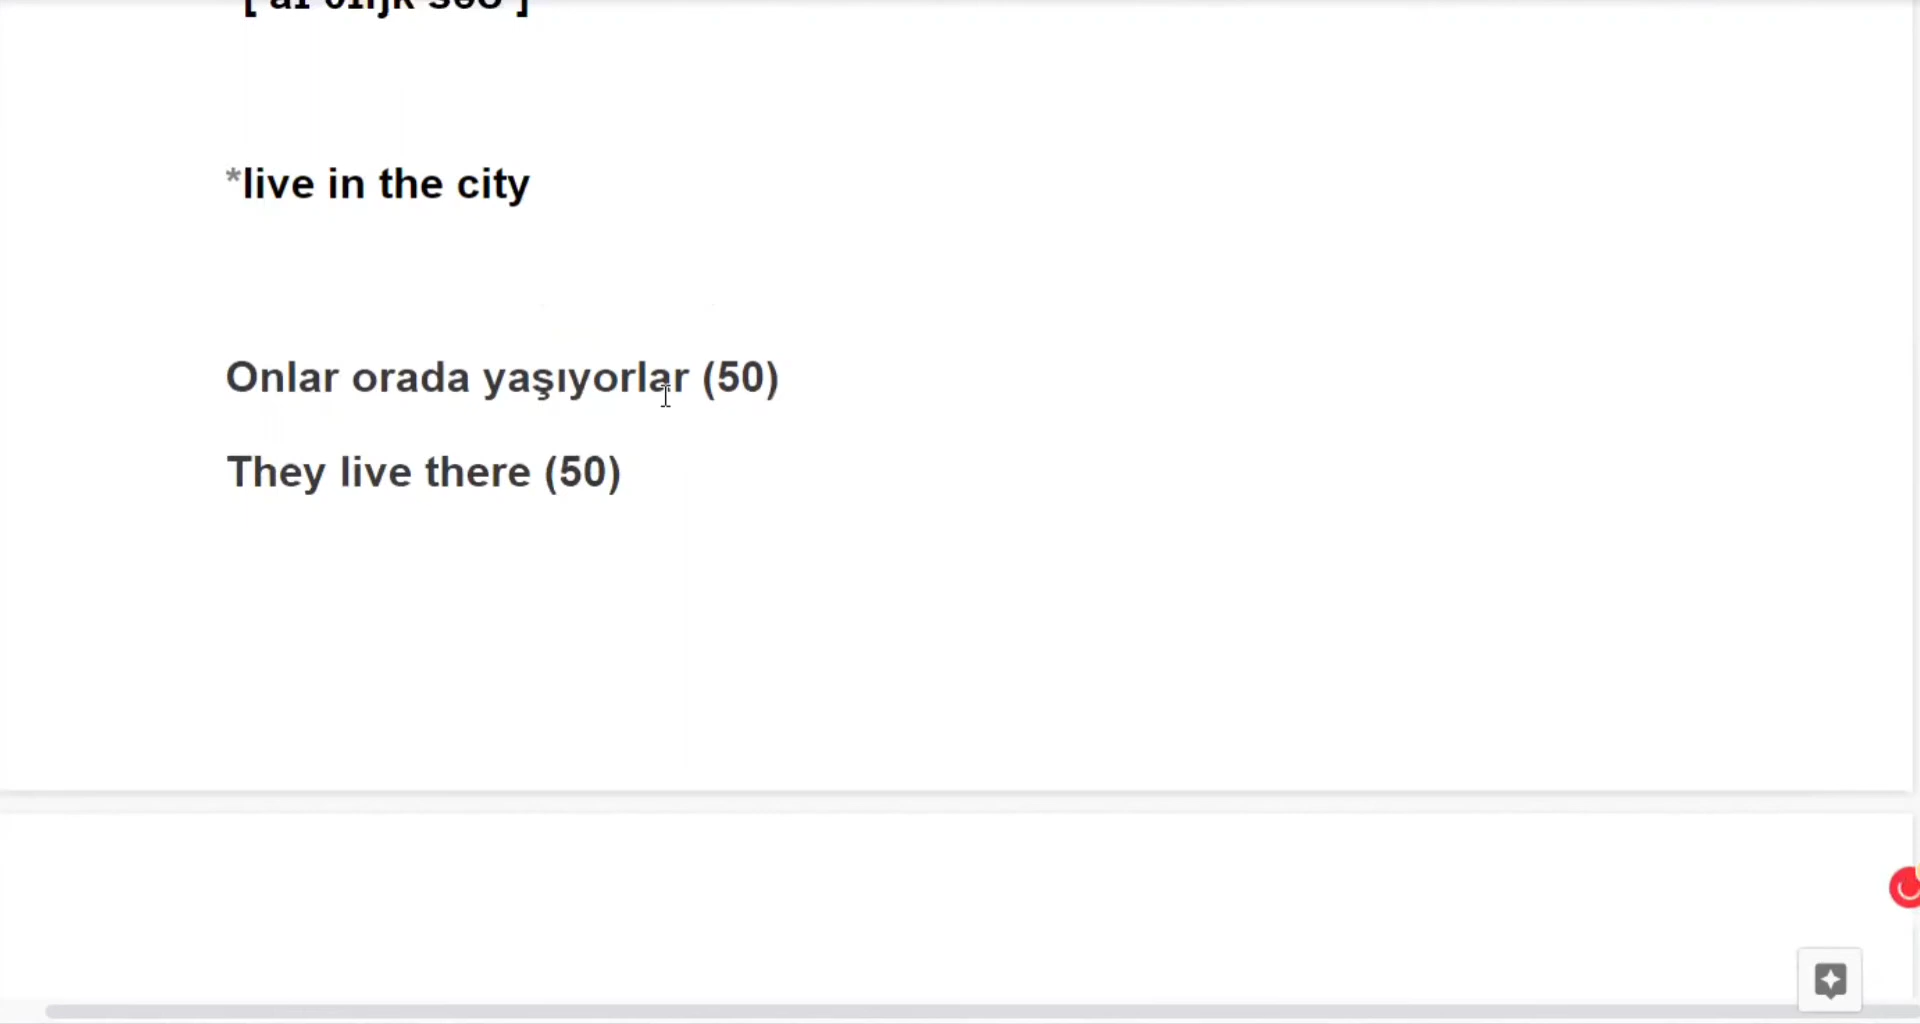 *live in the city
Onlar orada yaşıyorlar (50)
They live there (50)